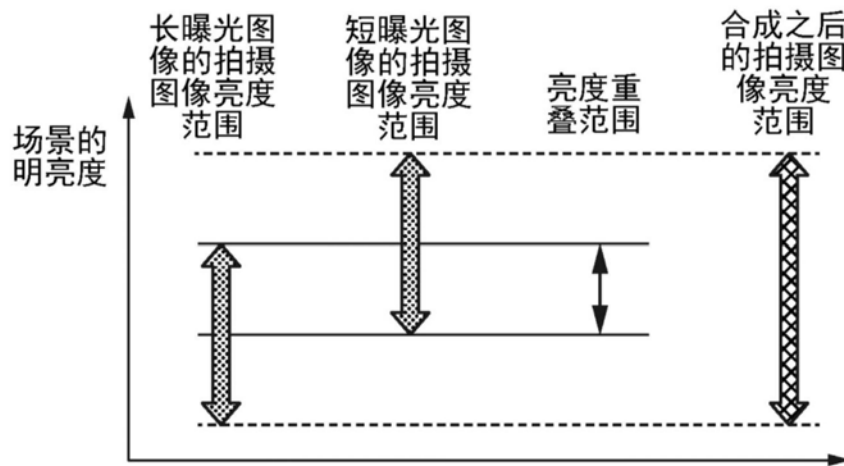 长曝光图
像的拍摄
图像亮度
范围
短曝光图
像的拍摄
图像亮度
范围
亮度重
叠范围
合成之后
的拍摄图
像亮度
范围
场景的
明亮度